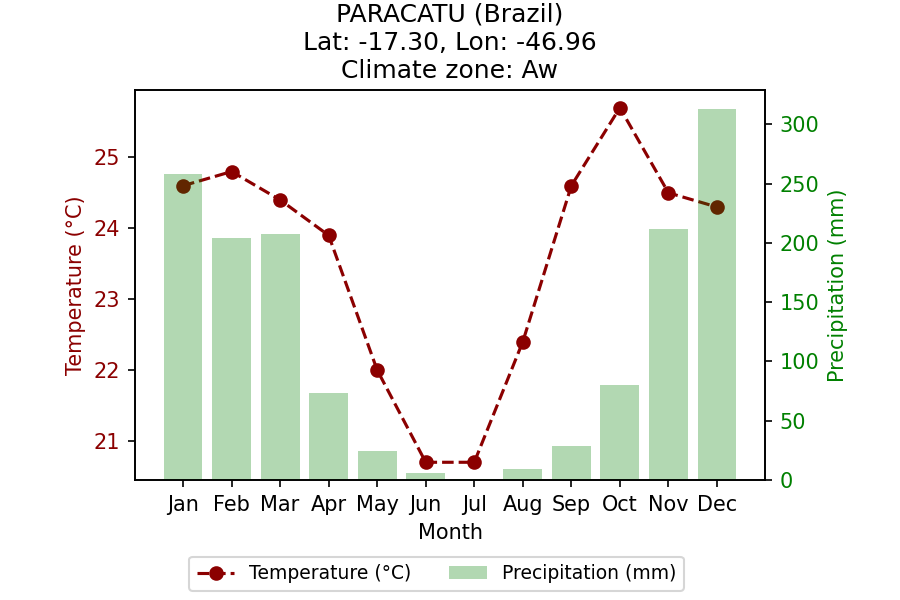 PARACATU (Brazil)
Lat: -17.30, Lon: -46.96
Climate zone: Aw
Temperature (°C)
25
24
23
22
21
300
250
200
150
100
50
0
Precipitation (mm)
Jan Feb Mar Apr May Jun Jul Aug Sep Oct Nov Dec
Month
Temperature (°C) Precipitation (mm)